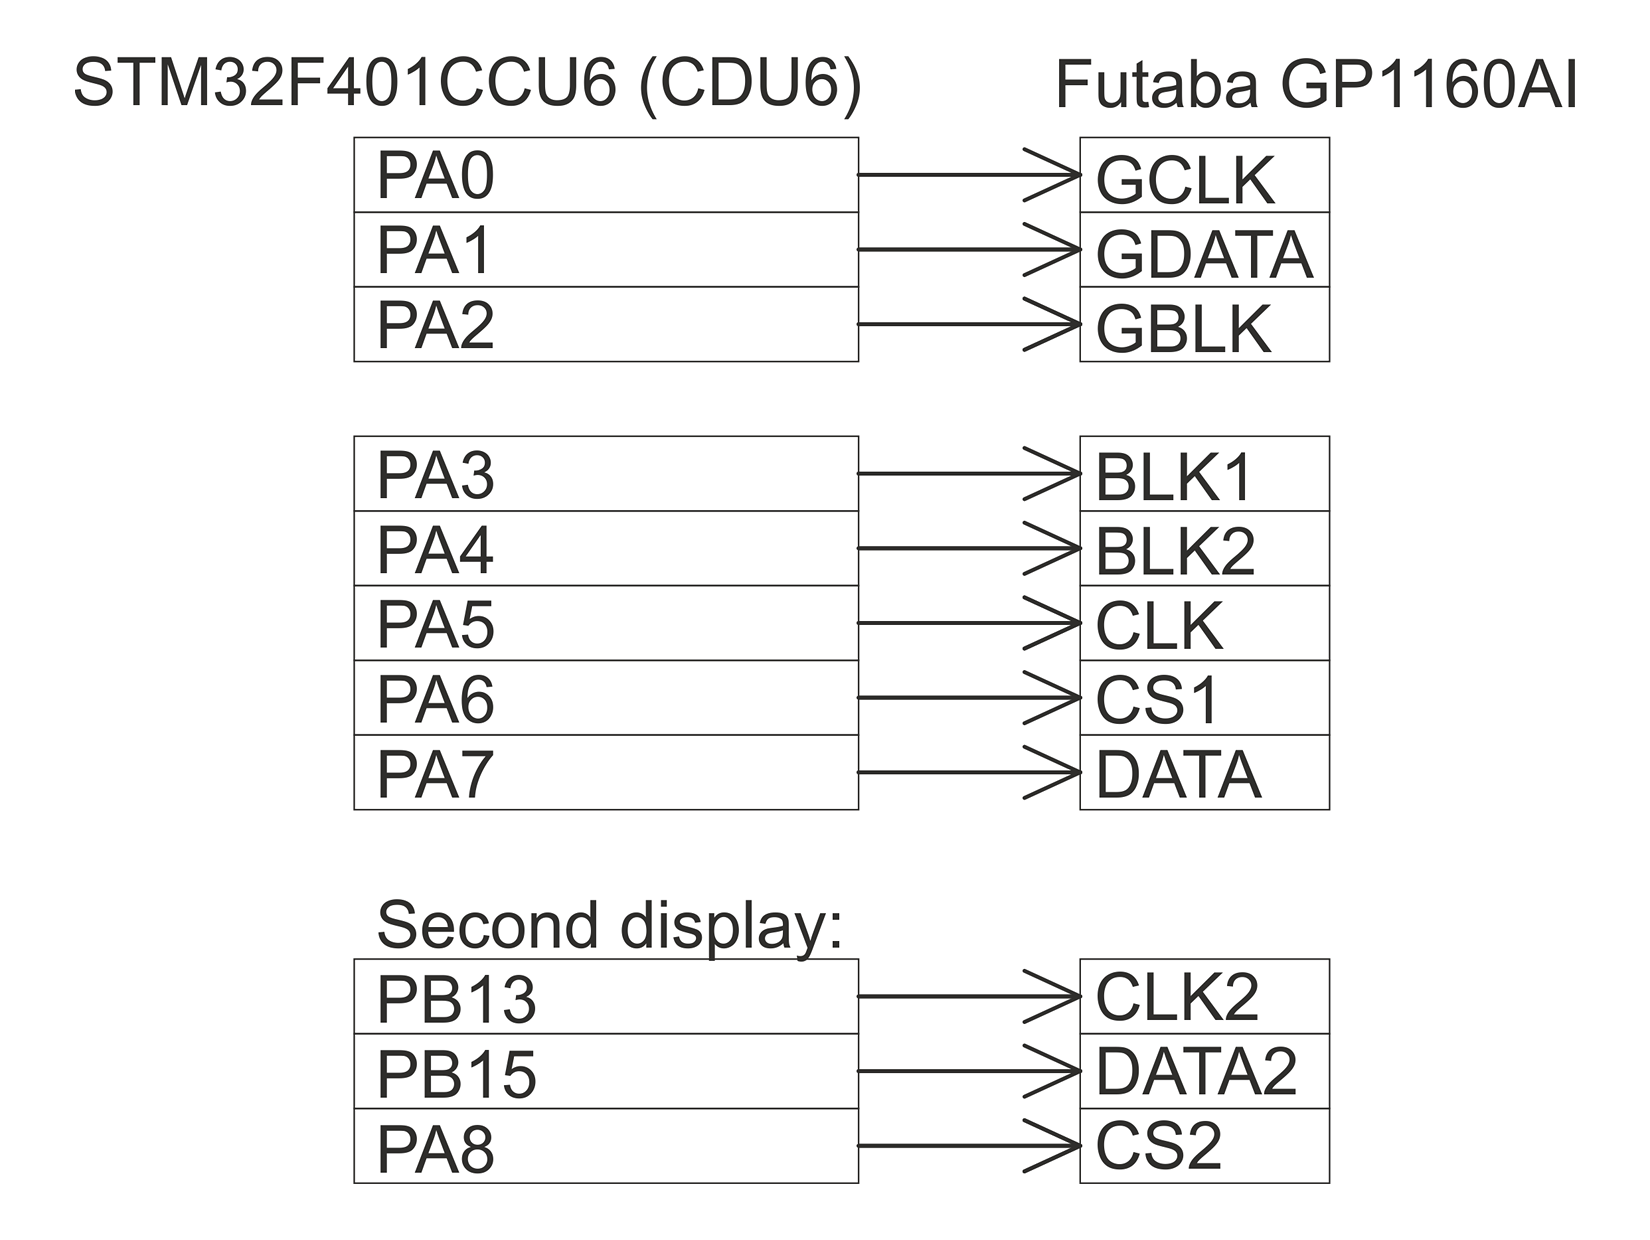 STM32F401CCU6 (CDU6) Futaba GP1160AI
PA0 GCLK
PA1 GDATA
PA2 GBLK
PA3 BLK1
PA4 BLK2
PA5 CLK
PA6 CS1
PA7 DATA
Second display:
PB13 CLK2
PB15 DATA2
PA8 CS2